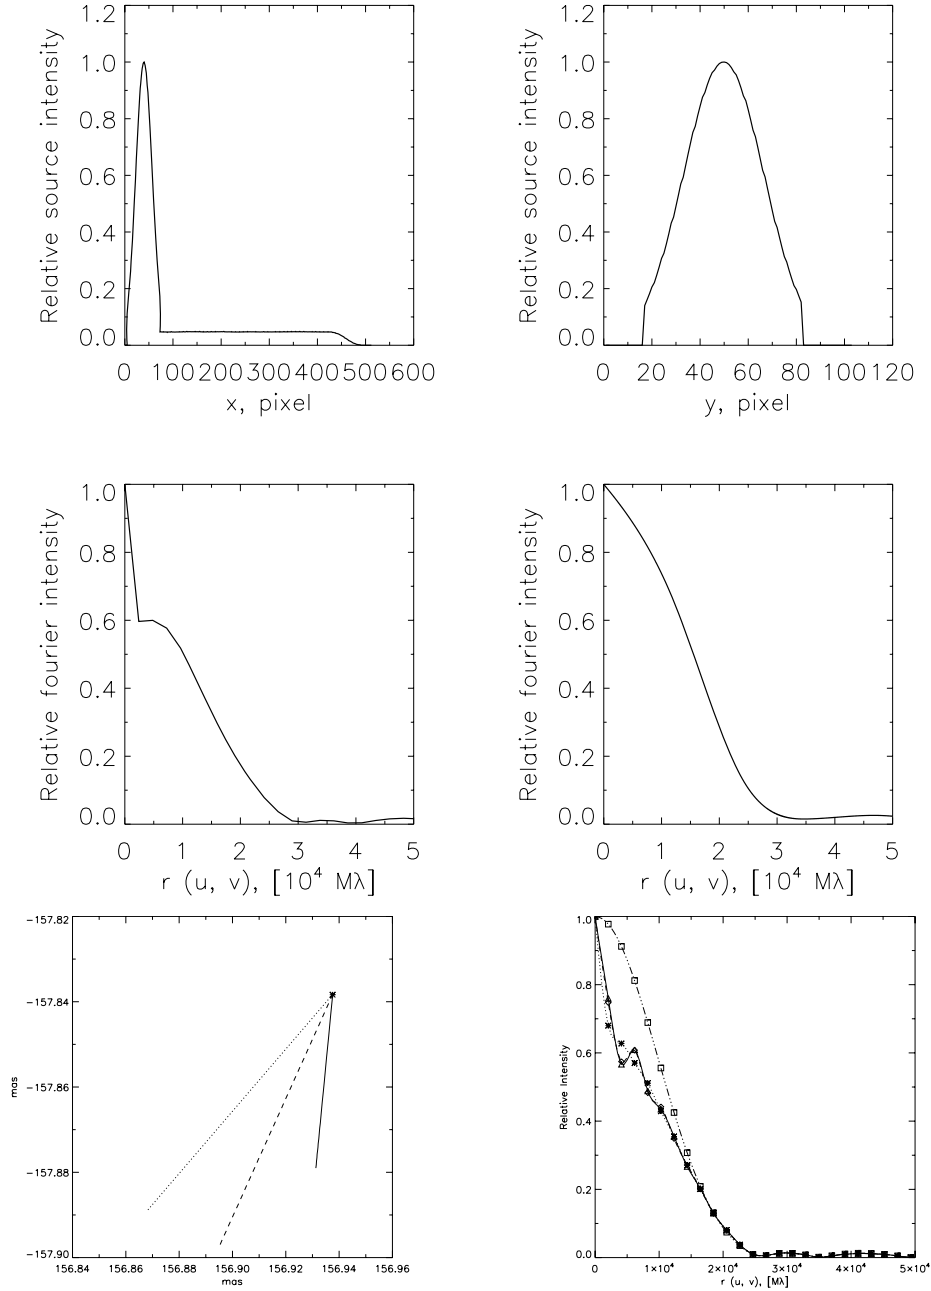 1.2 1.2
1.0 1.0
0.8 0.8
0.6 0.6
0.4 0.4
0.2 0.2
0.0 0.0
Relative source intensity Relative source intensity
0 100 200 300 400 500 600 0 20 40 60 80 100 120
x, pixel y, pixel
1.0 1.0
0.8 0.8
0.6 0.6
0.4 0.4
0.2 0.2
0.0 0.0
Relative fourier intensity Relative fourier intensity
0 1 2 3 4 5 0 1 2 3 4 5
r (u, v), [10⁴ Mλ] r (u, v), [10⁴ Mλ]
-157.82 1.0
-157.84 0.8
-157.86 0.6
-157.88 0.4
-157.90 0.2
0.0
mas Relative Intensity
156.84 156.86 156.88 156.90 156.92 156.94 156.96 0 1×10⁴ 2×10⁴ 3×10⁴ 4×10⁴ 5×10⁴
mas r (u, v), [Mλ]